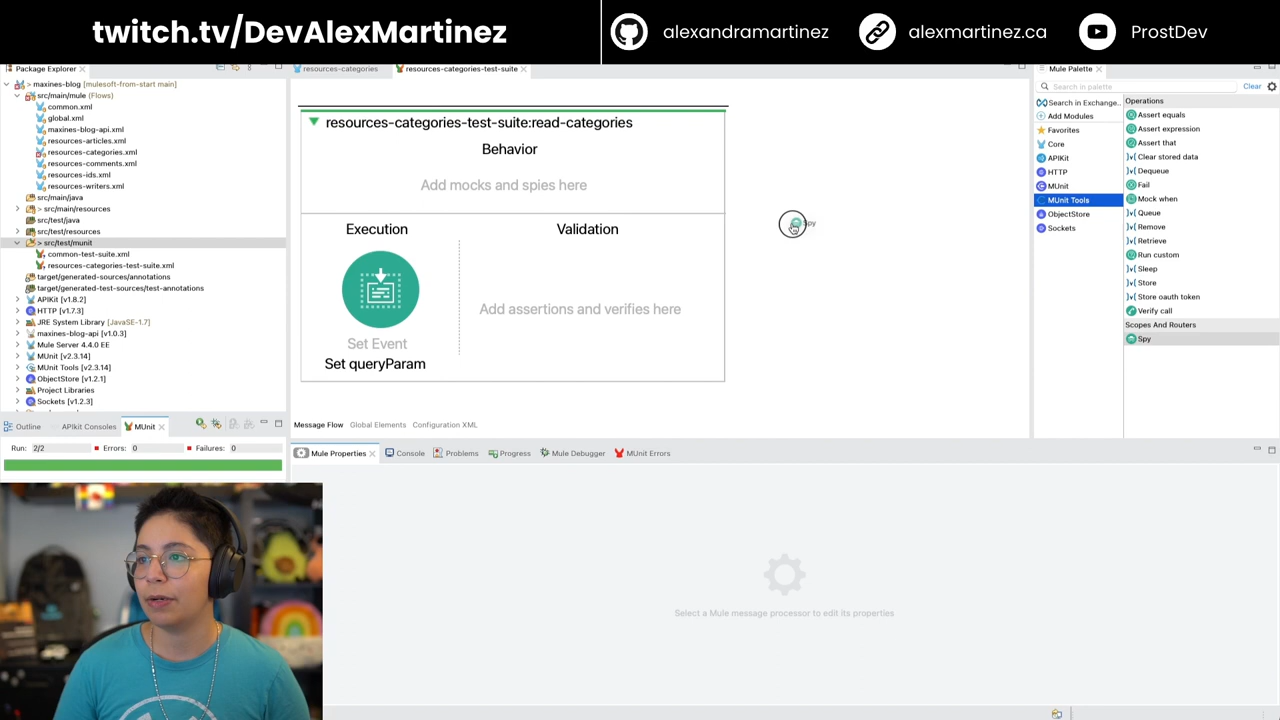 twitch.tv/DevAlexMartinez
alexandramartinez
alexmartinez.ca
ProstDev
Package Explorer
> maxines-blog [mulesoft-from-start main]
src/main/mule (Flows)
common.xml
global.xml
maxines-blog-api.xml
resources-articles.xml
resources-categories.xml
resources-comments.xml
resources-ids.xml
resources-writers.xml
src/main/java
> src/main/resources
src/test/java
src/test/resources
> src/test/munit
common-test-suite.xml
resources-categories-test-suite.xml
target/generated-sources/annotations
target/generated-test-sources/test-annotations
APIKit [v1.8.2]
HTTP [v1.7.3]
JRE System Library [JavaSE-1.7]
maxines-blog-api [v1.0.3]
Mule Server 4.4.0 EE
MUnit [v2.3.14]
MUnit Tools [v2.3.14]
ObjectStore [v1.2.1]
Project Libraries
Sockets [v1.2.3]
Outline
APIkit Consoles
MUnit
Run: 2/2
Errors: 0
Failures: 0
resources-categories
resources-categories-test-suite
resources-categories-test-suite:read-categories
Behavior
Add mocks and spies here
Execution
Validation
Set Event
Set queryParam
Add assertions and verifies here
Spy
Message Flow
Global Elements
Configuration XML
Mule Properties
Console
Problems
Progress
Mule Debugger
MUnit Errors
Select a Mule message processor to edit its properties
Mule Palette
Search in palette
Clear
Search in Exchange..
Add Modules
Favorites
Core
APIKit
HTTP
MUnit
MUnit Tools
ObjectStore
Sockets
Operations
Assert equals
Assert expression
Assert that
Clear stored data
Dequeue
Fail
Mock when
Queue
Remove
Retrieve
Run custom
Sleep
Store
Store oauth token
Verify call
Scopes And Routers
Spy